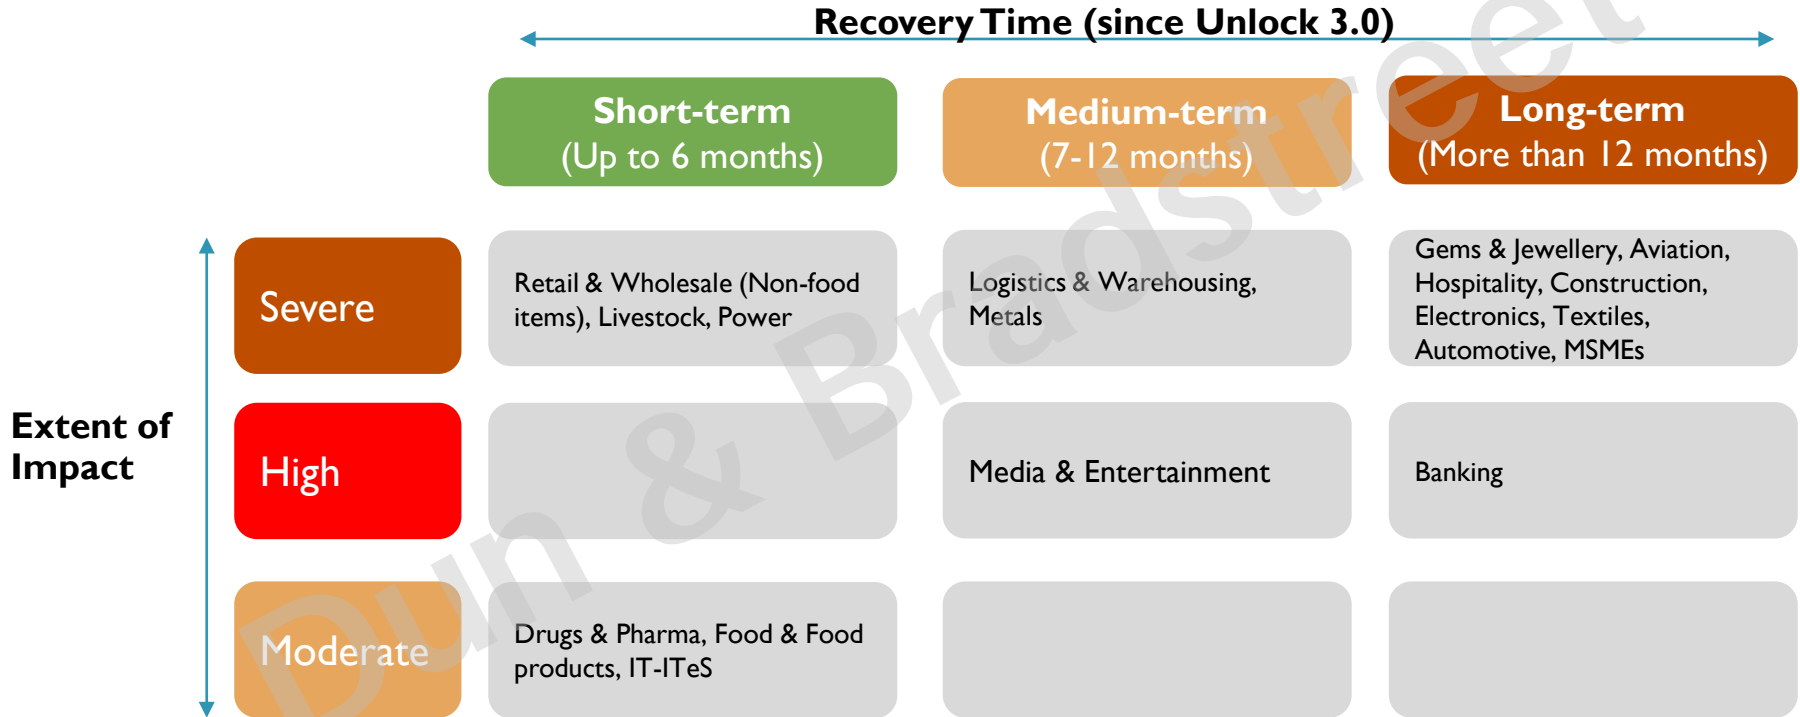 Recovery Time (since Unlock 3.0)
Short-term
(Up to 6 months)
Medium-term
(7-12 months)
Long-term
(More than 12 months)
Extent of
Impact
Severe
Retail & Wholesale (Non-food
items), Livestock, Power
Logistics & Warehousing,
Metals
Gems & Jewellery, Aviation,
Hospitality, Construction,
Electronics, Textiles,
Automotive, MSMEs
High
Media & Entertainment
Banking
Moderate
Drugs & Pharma, Food & Food
products, IT-ITeS
Dun & Bradstreet